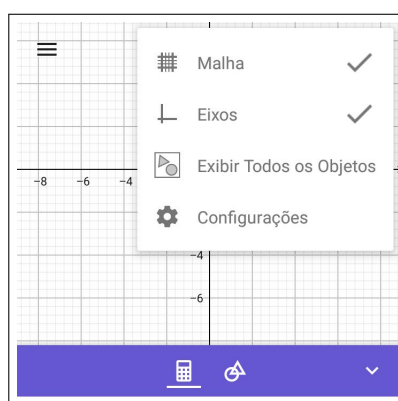 Malha
Eixos
-8 -6 -4
Exibir Todos os Objetos
Configurações
-4
-6